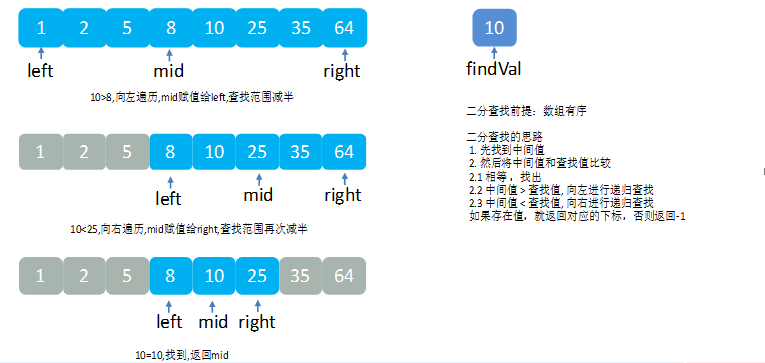 1 2 5 8 10 25 35 64
left mid right
10>8,向左遍历,mid赋值给left,查找范围减半
1 2 5 8 10 25 35 64
left mid right
10<25,向右遍历,mid赋值给right,查找范围再次减半
1 2 5 8 10 25 35 64
left mid right
10=10,找到,返回mid
10
findVal
二分查找前提：数组有序
二分查找的思路
1. 先找到中间值
2. 然后将中间值和查找值比较
2.1 相等，找出
2.2 中间值 > 查找值, 向左进行递归查找
2.3 中间值 < 查找值, 向右进行递归查找
如果存在值，就返回对应的下标，否则返回-1